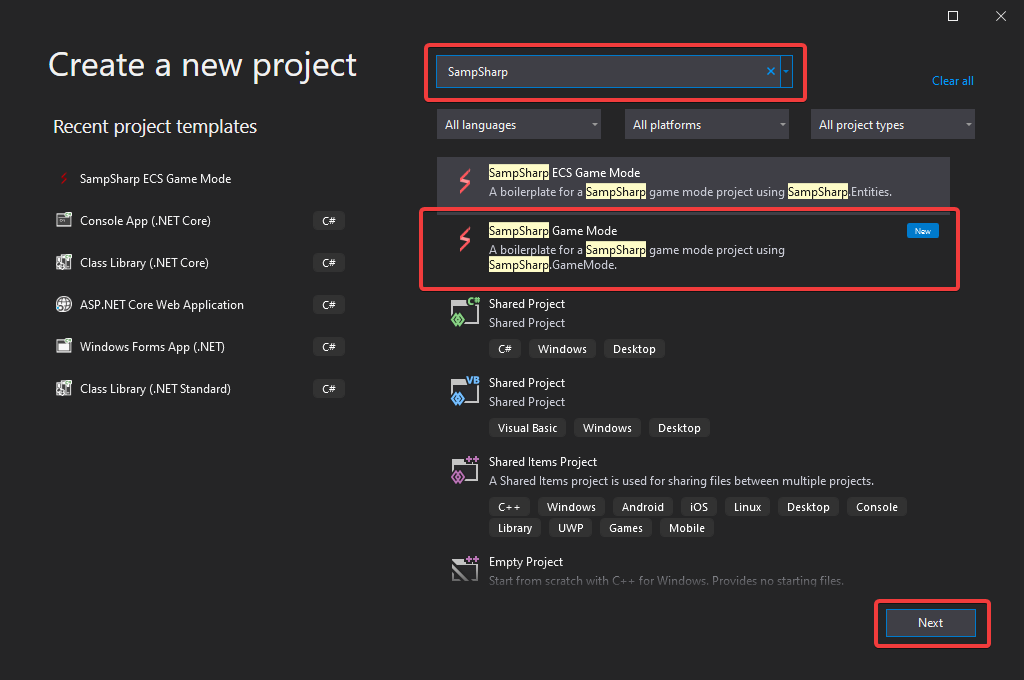 Create a new project
Recent project templates
SampSharp ECS Game Mode
Console App (.NET Core)
C#
Class Library (.NET Core)
C#
ASP.NET Core Web Application
C#
Windows Forms App (.NET)
C#
Class Library (.NET Standard)
C#
SampSharp
Clear all
All languages
All platforms
All project types
SampSharp ECS Game Mode
A boilerplate for a SampSharp game mode project using SampSharp.Entities.
SampSharp Game Mode
New
A boilerplate for a SampSharp game mode project using
SampSharp.GameMode.
C#
Shared Project
Shared Project
C# Windows Desktop
VB
Shared Project
Shared Project
Visual Basic Windows Desktop
++
Shared Items Project
A Shared Items project is used for sharing files between multiple projects.
C++ Windows Android iOS Linux Desktop Console
Library UWP Games Mobile
++
Empty Project
Start from scratch with C++ for Windows. Provides no starting files.
Next